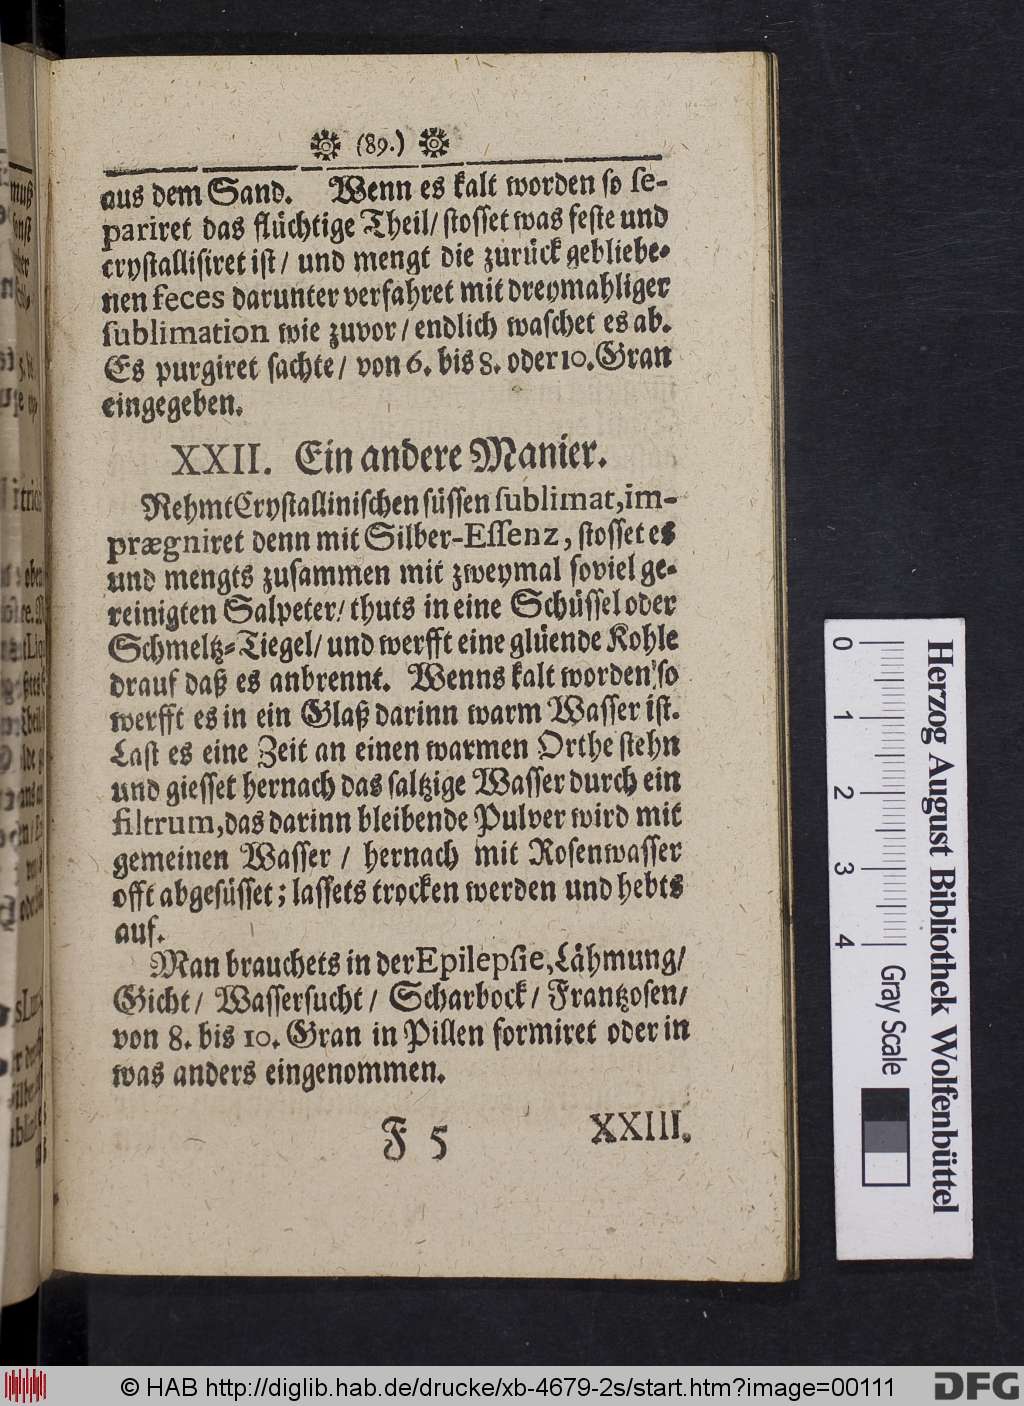 (89.)
aus dem Sand. Wenn es kalt worden so se-
pariret das flüchtige Theil/ stosset was feste und
crystallisiret ist/ und mengt die zurück gebliebe-
nen feces darunter verfahret mit dreymahliger
sublimation wie zuvor/ endlich waschet es ab.
Es purgiret sachte/ von 6. bis 8. oder 10. Gran
eingegeben.
XXII. Ein andere Manier.
Nehmt Crystallinischen süssen sublimat, im-
prægniret denn mit Silber-Essenz, stosset es
und mengts zusammen mit zweymal soviel ge-
reinigten Salpeter/ thuts in eine Schüssel oder
Schmeltz-Tiegel/ und werfft eine glüende Kohle
drauf daß es anbrennt. Wenns kalt worden/ so
werfft es in ein Glaß darinn warm Wasser ist.
Last es eine Zeit an einen warmen Orthe stehn
und giesset hernach das saltzige Wasser durch ein
filtrum, das darinn bleibende Pulver wird mit
gemeinen Wasser / hernach mit Rosenwasser
offt abgesüsset; lassets trocken werden und hebts
auf.
Man brauchets in der Epilepsie, Lähmung/
Gicht/ Wassersucht/ Scharbock/ Frantzosen/
von 8. bis 10. Gran in Pillen formiret oder in
was anders eingenommen.
F 5 XXIII.
0 1 2 3 4 Gray Scale
Herzog August Bibliothek Wolfenbüttel
© HAB http://diglib.hab.de/drucke/xb-4679-2s/start.htm?image=00111
DFG